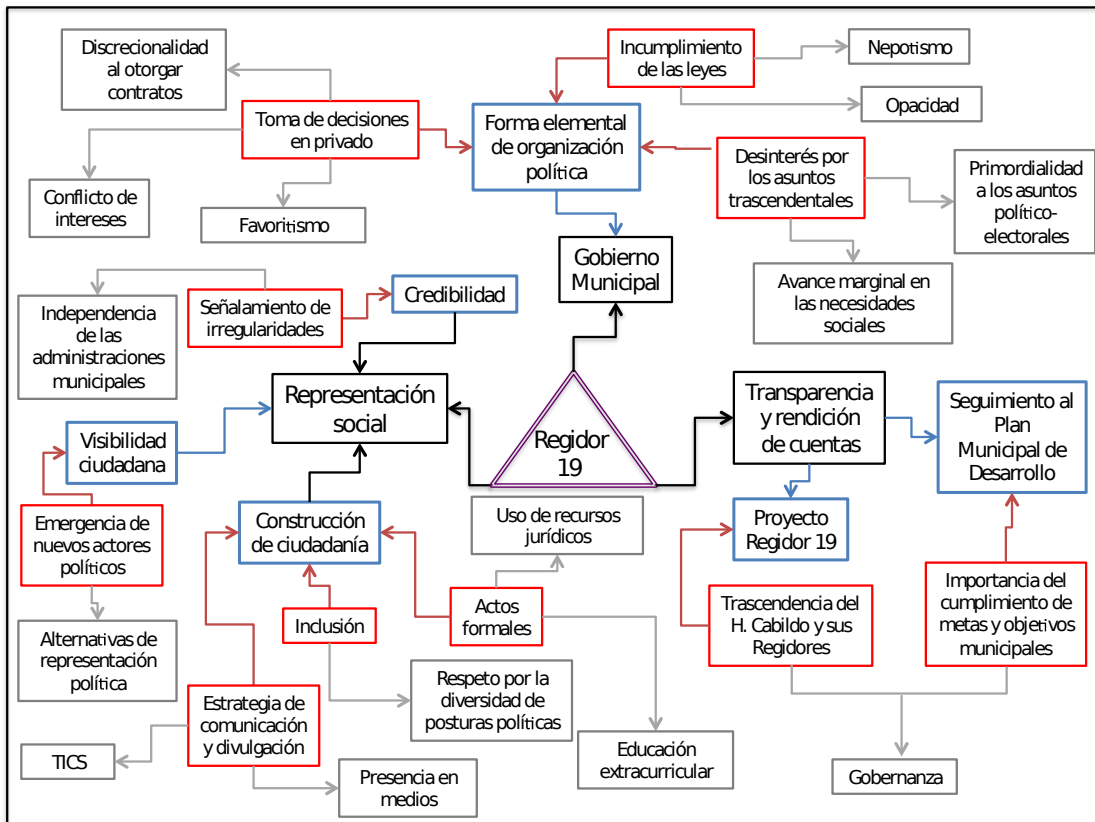 Discrecionalidad
al otorgar
contratos
Incumplimiento
de las leyes
Nepotismo
Opacidad
Toma de decisiones
en privado
Forma elemental
de organización
política
Desinterés por
los asuntos
trascendentales
Primordialidad
a los asuntos
político-
electorales
Conflicto de
intereses
Favoritismo
Gobierno
Municipal
Avance marginal en
las necesidades
sociales
Independencia
de las
administraciones
municipales
Señalamiento de
irregularidades
Credibilidad
Representación
social
Regidor
19
Transparencia
y rendición
de cuentas
Seguimiento al
Plan
Municipal de
Desarrollo
Visibilidad
ciudadana
Emergencia de
nuevos actores
políticos
Construcción
de ciudadanía
Uso de recursos
jurídicos
Proyecto
Regidor 19
Inclusión
Actos
formales
Trascendencia del
H. Cabildo y sus
Regidores
Importancia del
cumplimiento de
metas y objetivos
municipales
Alternativas de
representación
política
Estrategia de
comunicación
y divulgación
Respeto por la
diversidad de
posturas políticas
TICS
Presencia en
medios
Educación
extracurricular
Gobernanza